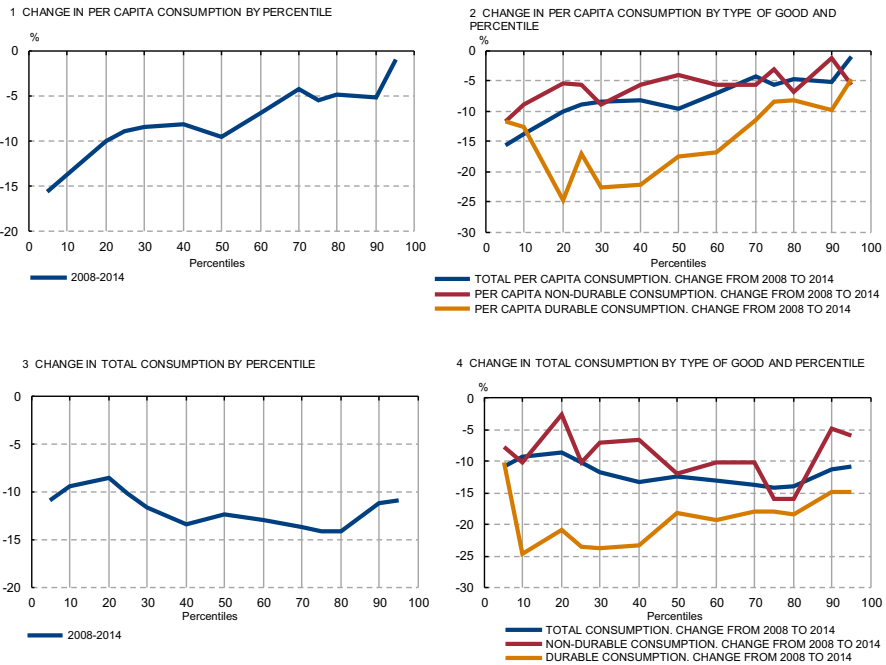 1 CHANGE IN PER CAPITA CONSUMPTION BY PERCENTILE
%
0
-5
-10
-15
-20
0 10 20 30 40 50 60 70 80 90 100
Percentiles
2008-2014
2 CHANGE IN PER CAPITA CONSUMPTION BY TYPE OF GOOD AND
PERCENTILE
%
0
-5
-10
-15
-20
-25
-30
0 10 20 30 40 50 60 70 80 90 100
Percentiles
TOTAL PER CAPITA CONSUMPTION. CHANGE FROM 2008 TO 2014
PER CAPITA NON-DURABLE CONSUMPTION. CHANGE FROM 2008 TO 2014
PER CAPITA DURABLE CONSUMPTION. CHANGE FROM 2008 TO 2014
3 CHANGE IN TOTAL CONSUMPTION BY PERCENTILE
0
-5
-10
-15
-20
0 10 20 30 40 50 60 70 80 90 100
Percentiles
2008-2014
4 CHANGE IN TOTAL CONSUMPTION BY TYPE OF GOOD AND PERCENTILE
%
0
-5
-10
-15
-20
-25
-30
0 10 20 30 40 50 60 70 80 90 100
Percentiles
TOTAL CONSUMPTION. CHANGE FROM 2008 TO 2014
NON-DURABLE CONSUMPTION. CHANGE FROM 2008 TO 2014
DURABLE CONSUMPTION. CHANGE FROM 2008 TO 2014